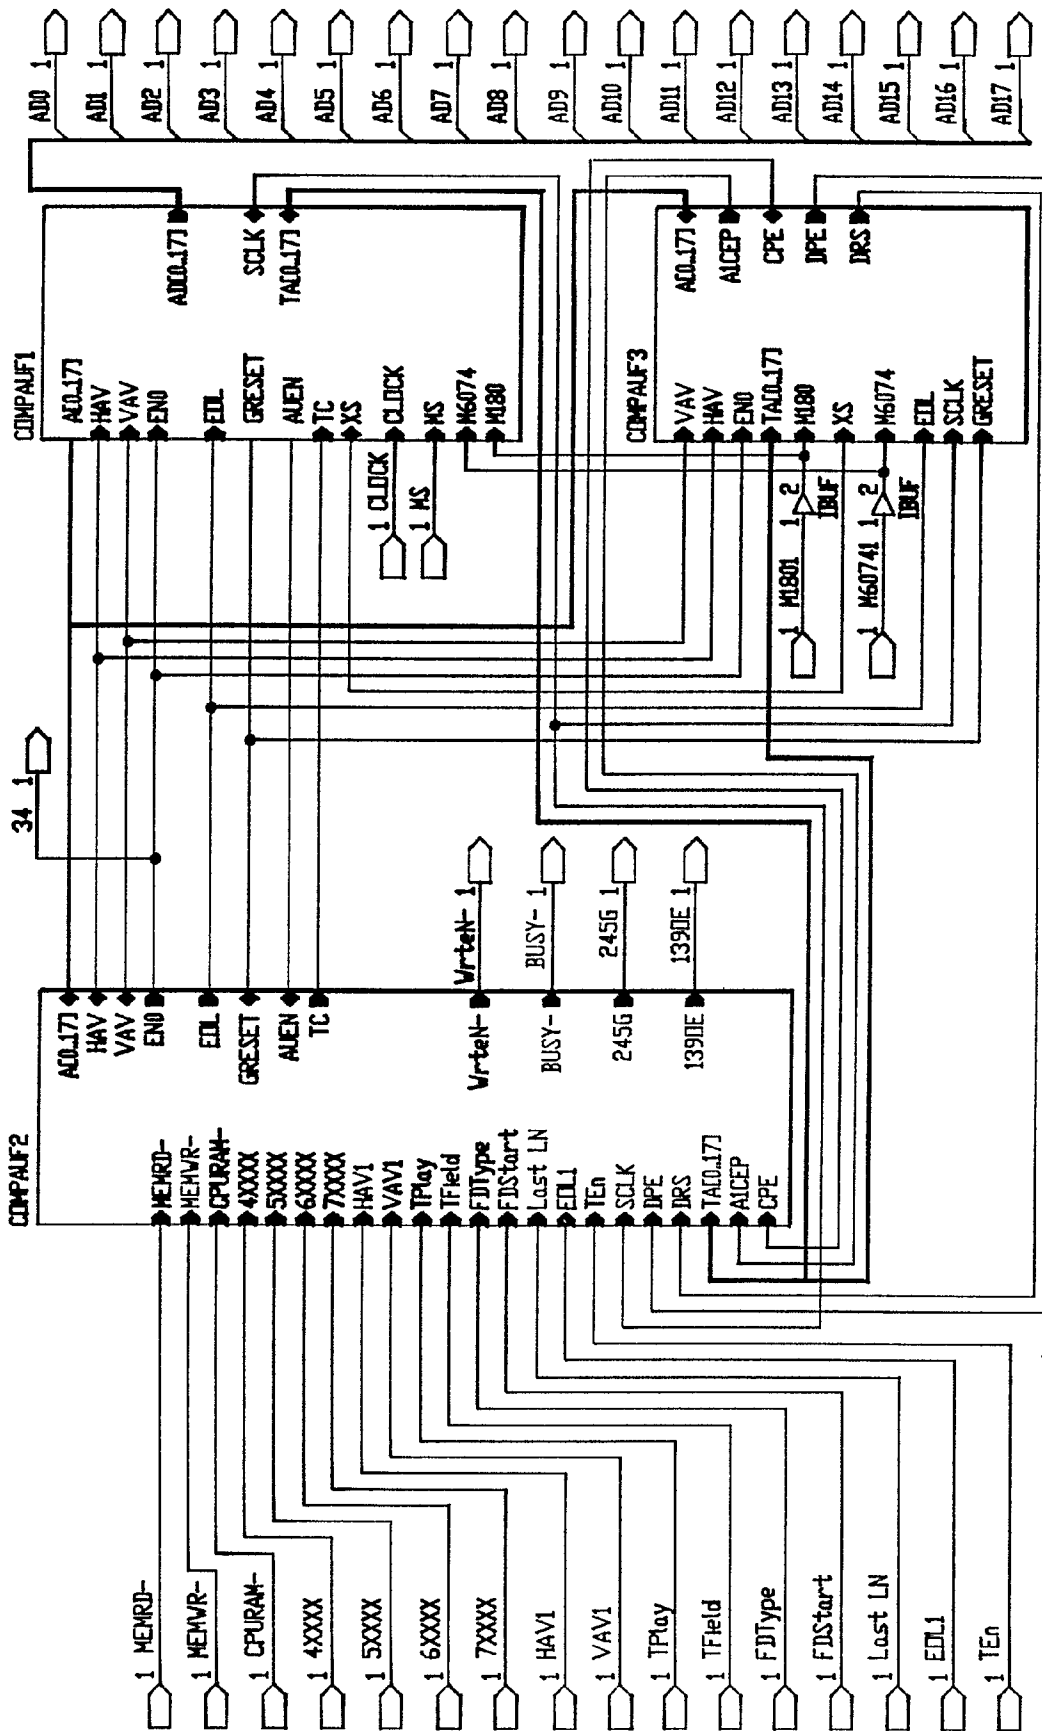 AD0 1
AD1 1
AD2 1
AD3 1
AD4 1
AD5 1
AD6 1
AD7 1
AD8 1
AD9 1
AD10 1
AD11 1
AD12 1
AD13 1
AD14 1
AD15 1
AD16 1
AD17 1
COMPAUF1
A[0..17]
HAV
VAV
EN0
EOL
GRESET
AUEN
TC
XS
CLOCK
MS
M6074
M180
AD[0..17]
SCLK
TA[0..17]
1 CLOCK
1 MS
COMPAUF3
VAV
HAV
EN0
TA[0..17]
M180
XS
M6074
EOL
SCLK
GRESET
A[0..17]
A1CEP
CPE
DPE
DRS
1 M1801 1 2
IBUF
1 M60741 1 2
IBUF
34 1
COMPAUF2
A[0..17]
HAV
VAV
EN0
EOL
GRESET
AUEN
TC
WrteN-
BUSY-
245G
139OE
WrteN- 1
BUSY- 1
245G 1
139OE 1
MEMRD-
MEMWR-
CPURAM-
4XXXX
5XXXX
6XXXX
7XXXX
HAV1
VAV1
TPlay
TField
FDType
FDStart
Last LN
EOL1
TEn
SCLK
DPE
DRS
TA[0..17]
A1CEP
CPE
1 MEMRD-
1 MEMWR-
1 CPURAM-
1 4XXXX
1 5XXXX
1 6XXXX
1 7XXXX
1 HAV1
1 VAV1
1 TPlay
1 TField
1 FDType
1 FDStart
1 Last LN
1 EOL1
1 TEn